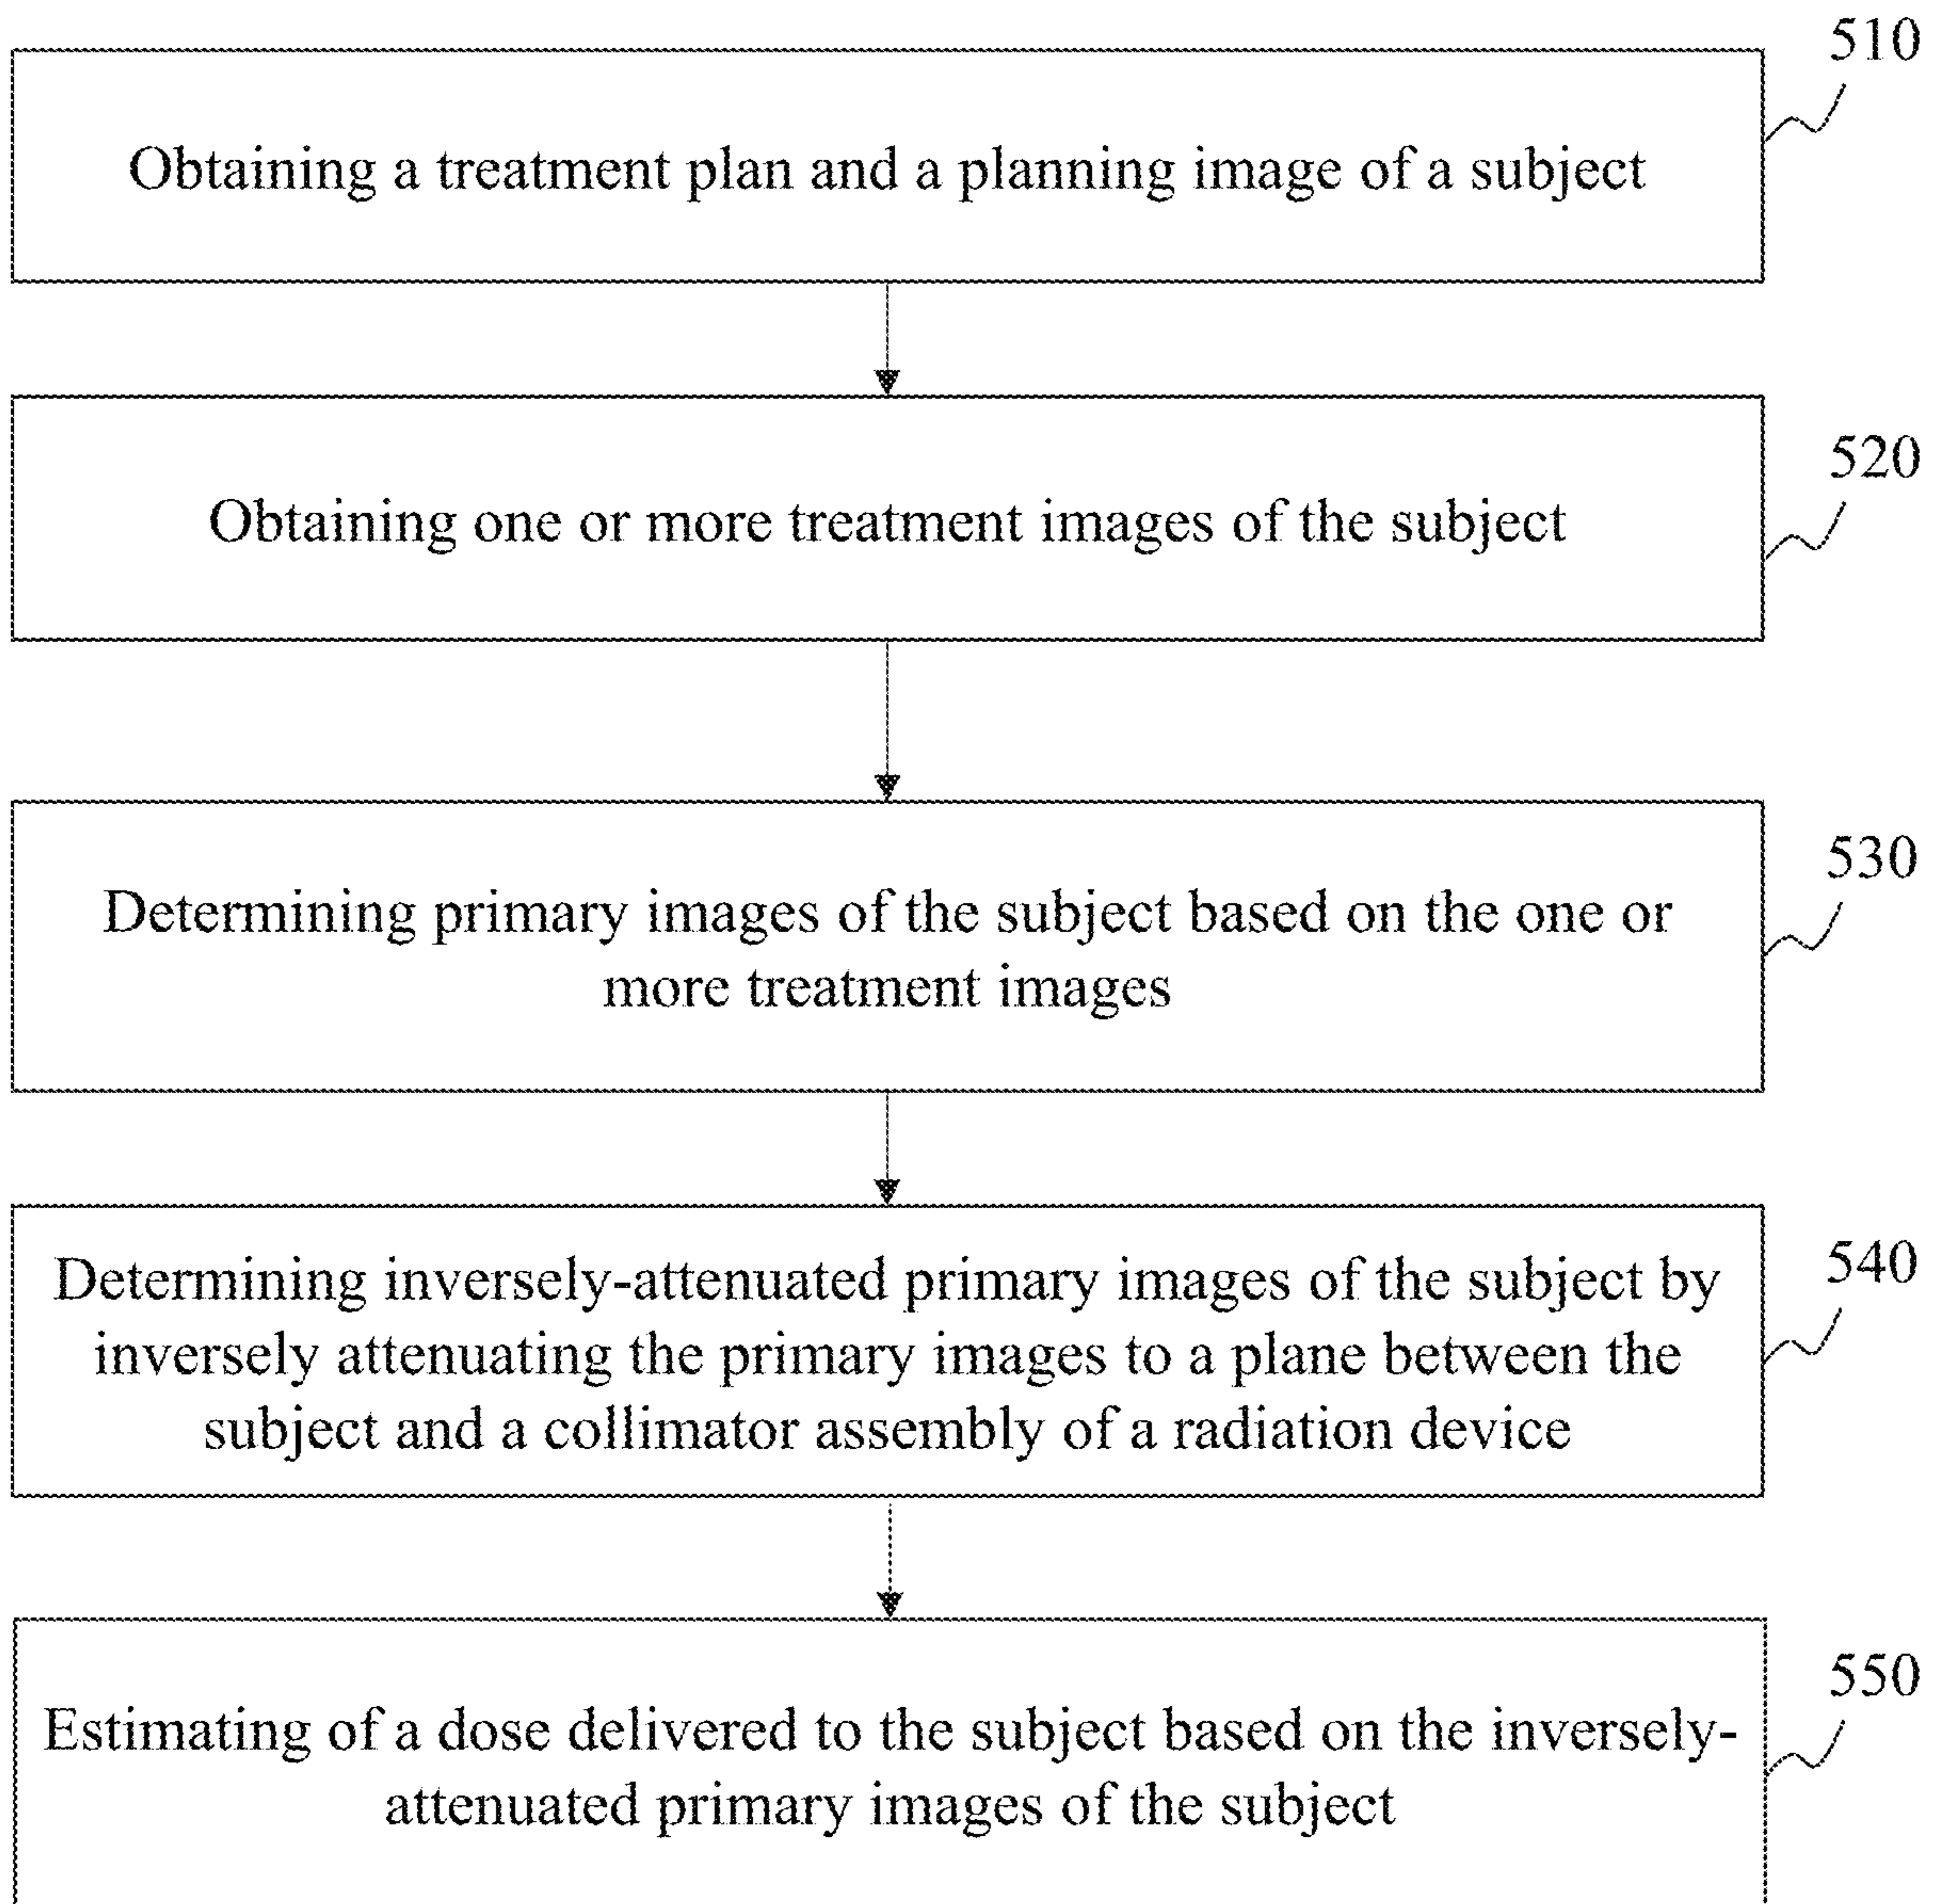 510
Obtaining a treatment plan and a planning image of a subject
520
Obtaining one or more treatment images of the subject
530
Determining primary images of the subject based on the one or
more treatment images
540
Determining inversely-attenuated primary images of the subject by
inversely attenuating the primary images to a plane between the
subject and a collimator assembly of a radiation device
550
Estimating of a dose delivered to the subject based on the inversely-
attenuated primary images of the subject